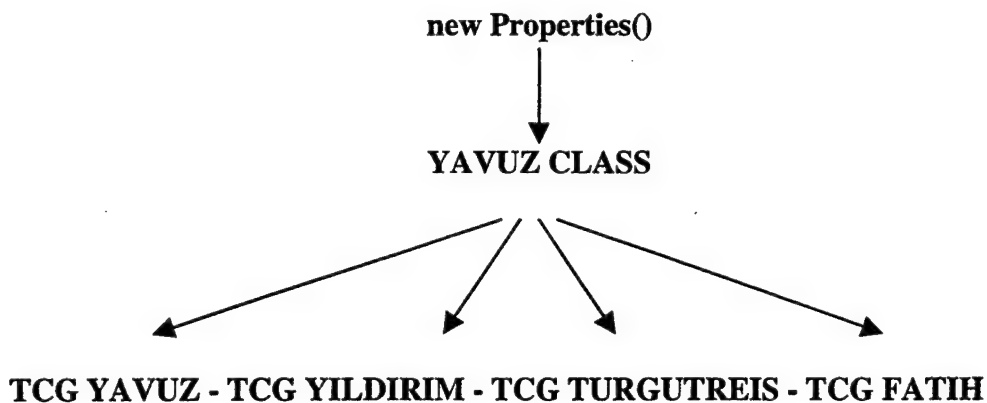 new Properties()
YAVUZ CLASS
TCG YAVUZ - TCG YILDIRIM - TCG TURGUTREIS - TCG FATIH